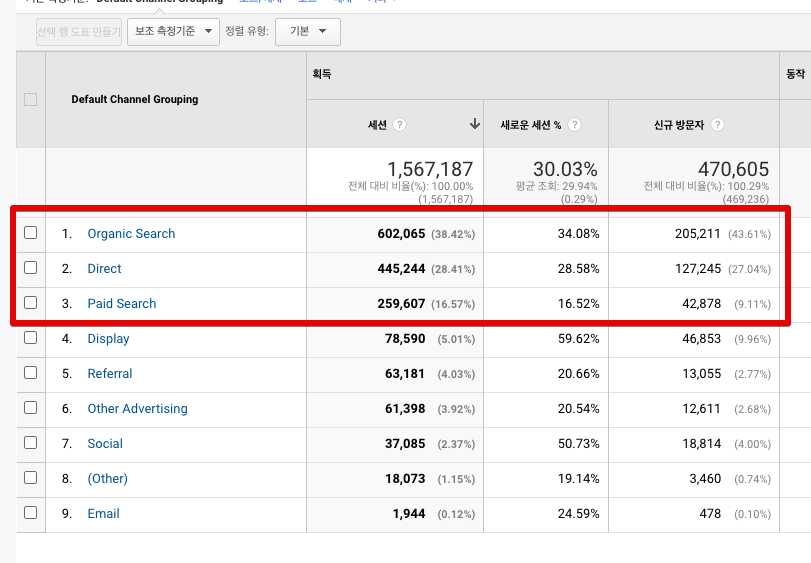 Default Channel Grouping
선택 행 도표 만들기 보조 측정기준 정렬 유형: 기본
획득 동작
Default Channel Grouping
세션 ? 새로운 세션 % ? 신규 방문자 ?
1,567,187 30.03% 470,605
전체 대비 비율(%): 100.00% 평균 조회: 29.94% 전체 대비 비율(%): 100.29%
(1,567,187) (0.29%) (469,236)
1. Organic Search 602,065 (38.42%) 34.08% 205,211 (43.61%)
2. Direct 445,244 (28.41%) 28.58% 127,245 (27.04%)
3. Paid Search 259,607 (16.57%) 16.52% 42,878 (9.11%)
4. Display 78,590 (5.01%) 59.62% 46,853 (9.96%)
5. Referral 63,181 (4.03%) 20.66% 13,055 (2.77%)
6. Other Advertising 61,398 (3.92%) 20.54% 12,611 (2.68%)
7. Social 37,085 (2.37%) 50.73% 18,814 (4.00%)
8. (Other) 18,073 (1.15%) 19.14% 3,460 (0.74%)
9. Email 1,944 (0.12%) 24.59% 478 (0.10%)